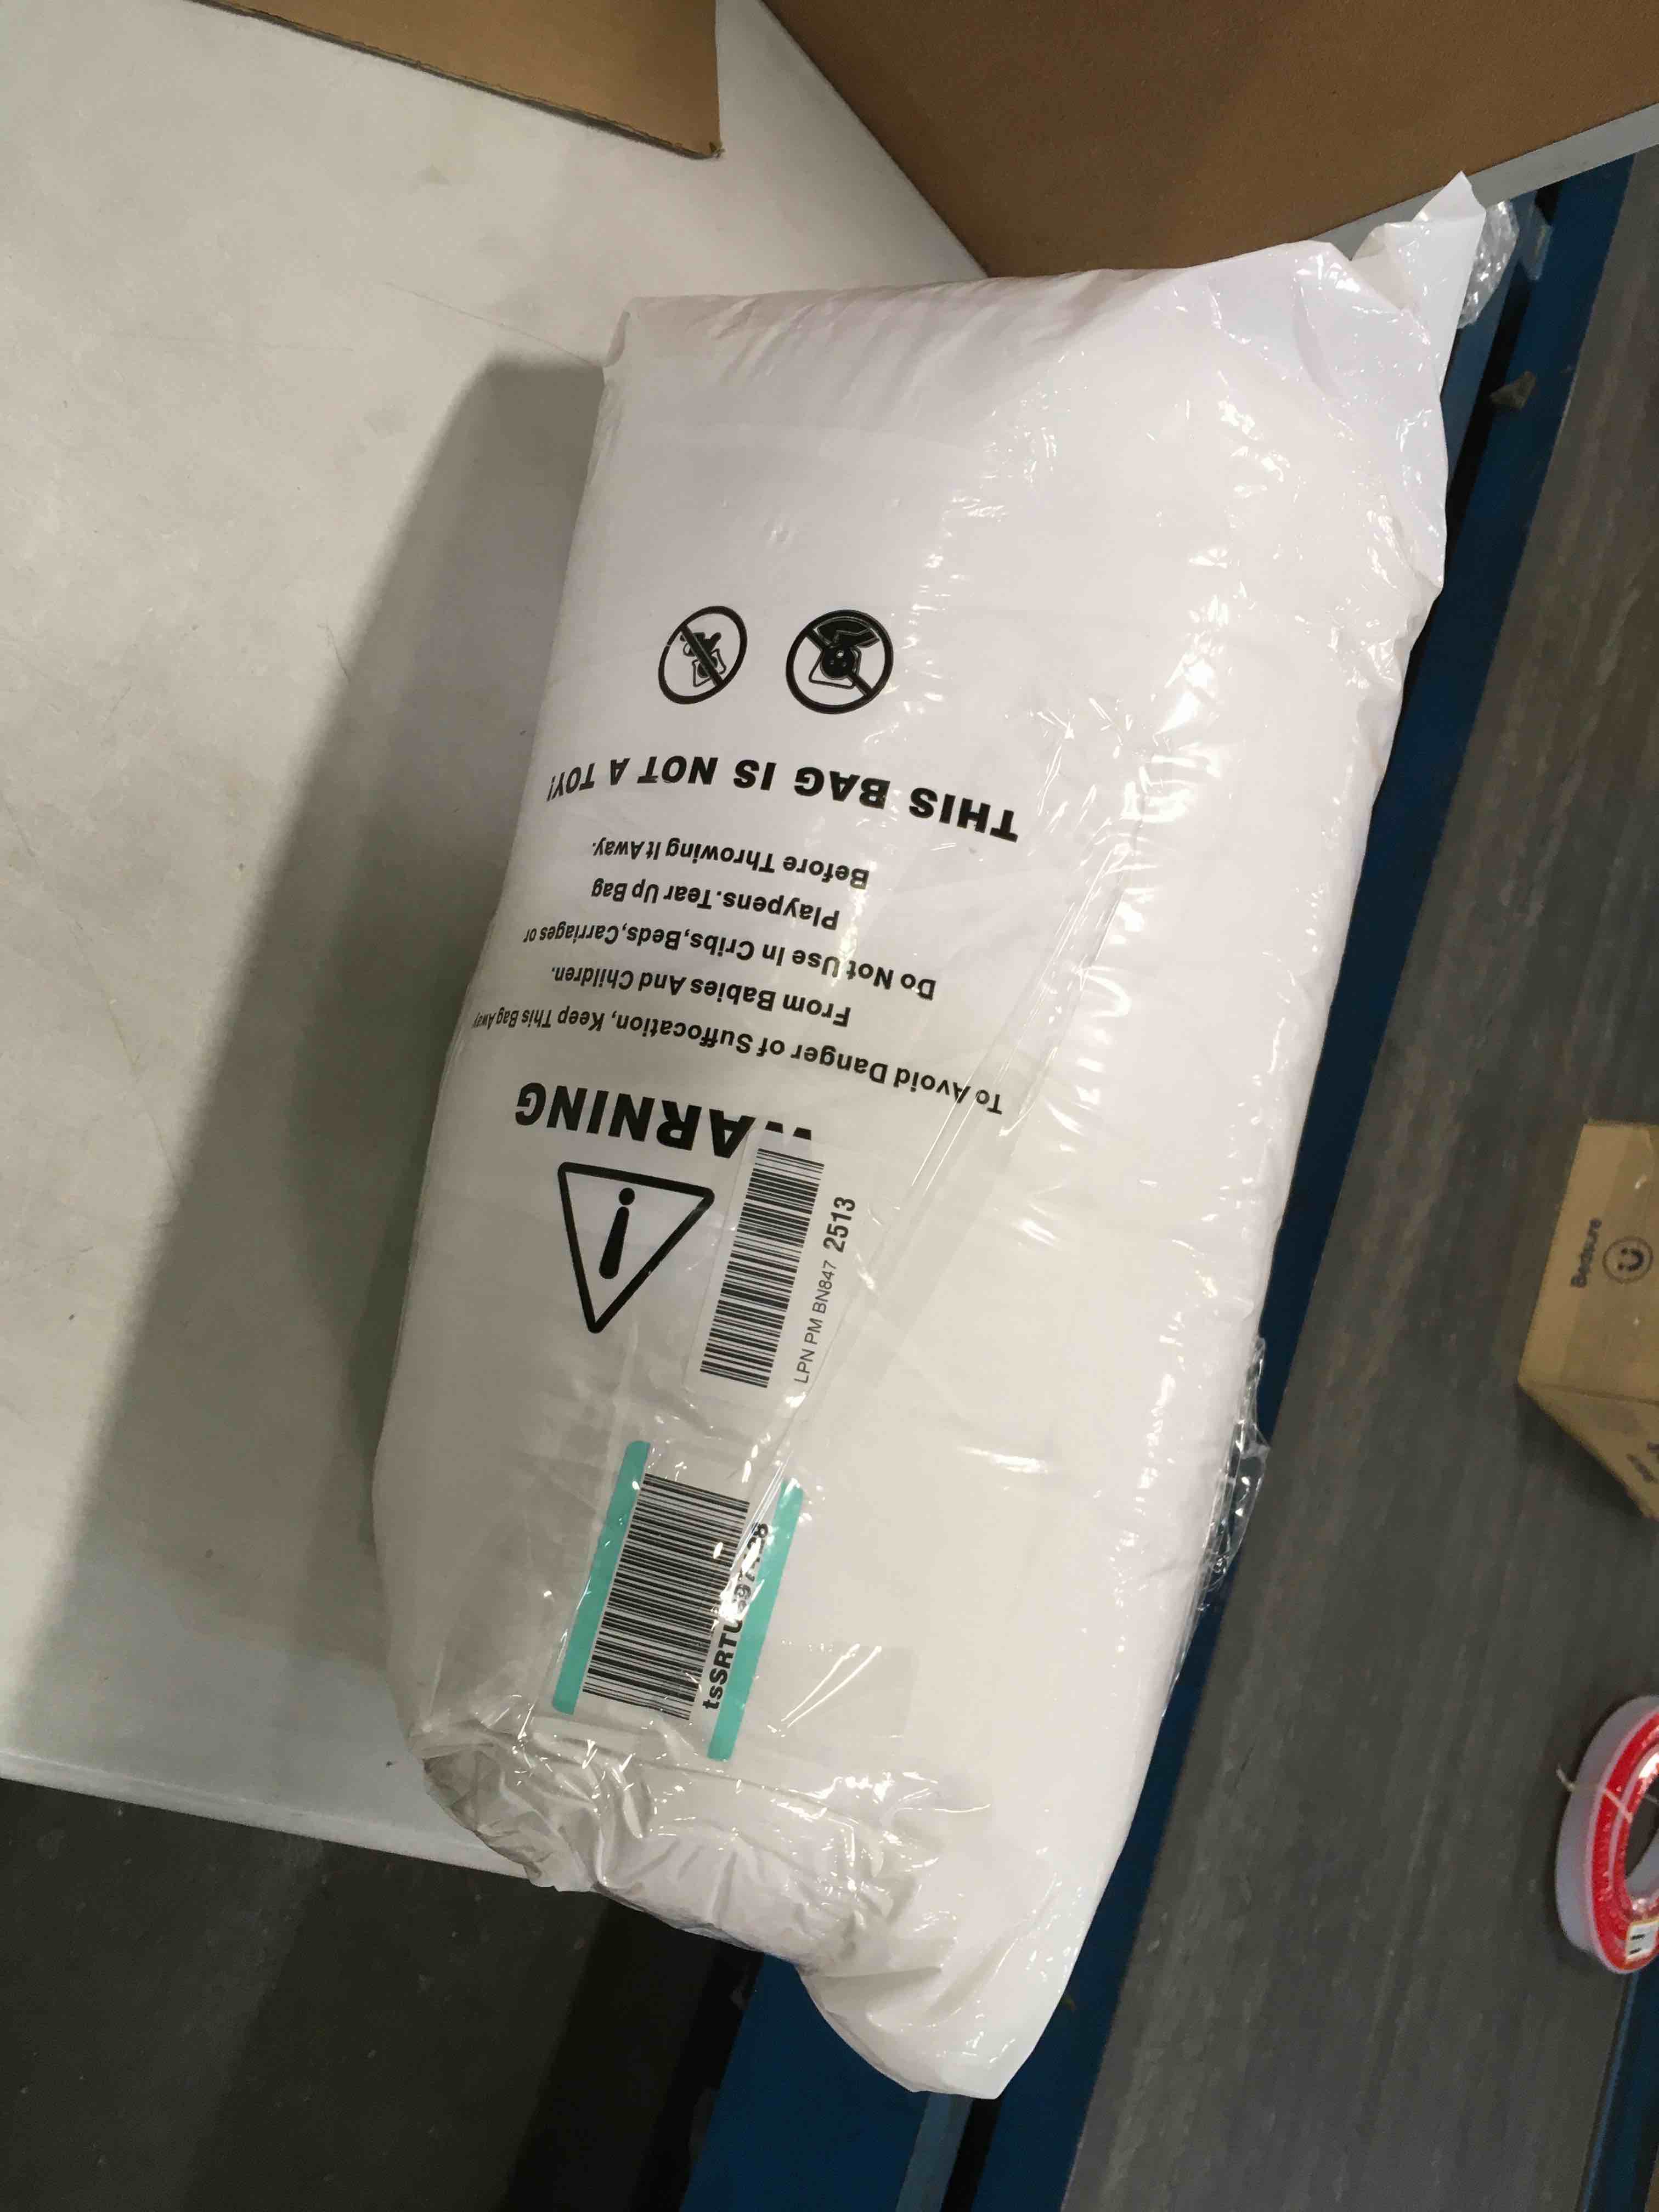 WARNING
To Avoid Danger of Suffocation, Keep This Bag Away
From Babies And Children.
Do Not Use In Cribs,Beds,Carriages or
Playpens.Tear Up Bag
Before Throwing It Away.
THIS BAG IS NOT A TOY!
LPN PM BN847 2513
Bedsure